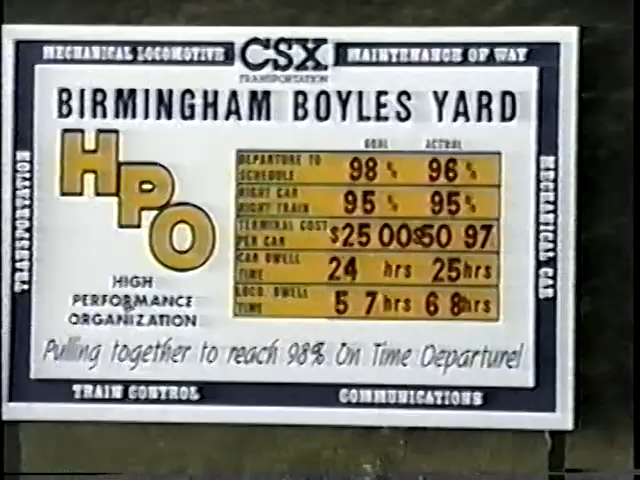 MECHANICAL LOCOMOTIVE CSX MAINTENANCE OF WAY
TRANSPORTATION
BIRMINGHAM BOYLES YARD
HPO
HIGH
PERFORMANCE
ORGANIZATION
GOAL ACTUAL
DEPARTURE TO SCHEDULE 98 % 96 %
RIGHT CAR RIGHT TRAIN 95 % 95 %
TERMINAL COST PER CAR $25 00 $50 97
CAR DWELL TIME 24 hrs 25 hrs
LOCO. DWELL TIME 5 7 hrs 6 8 hrs
Pulling together to reach 98% On Time Departure!
TRANSPORTATION
MECHANICAL CAR
TRAIN CONTROL COMMUNICATIONS